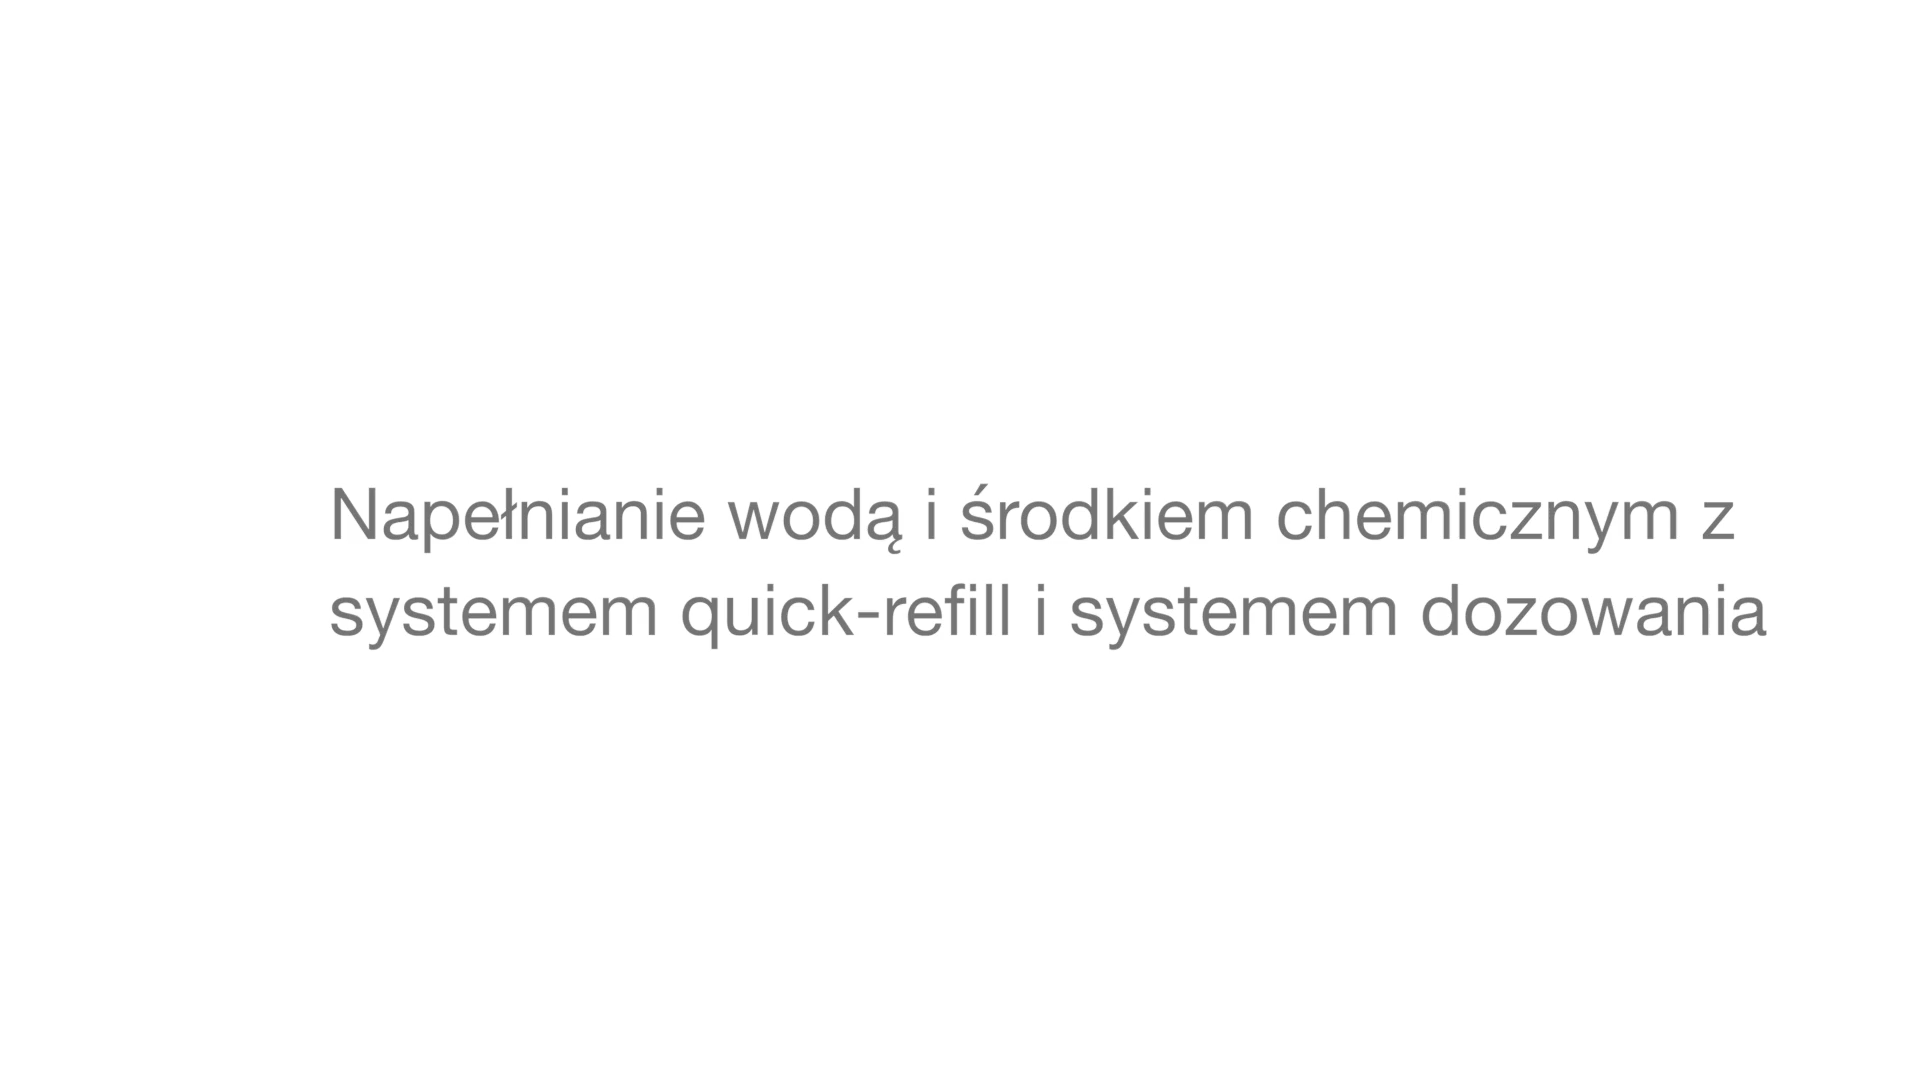 Napełnianie wodą i środkiem chemicznym z
systemem quick-refill i systemem dozowania